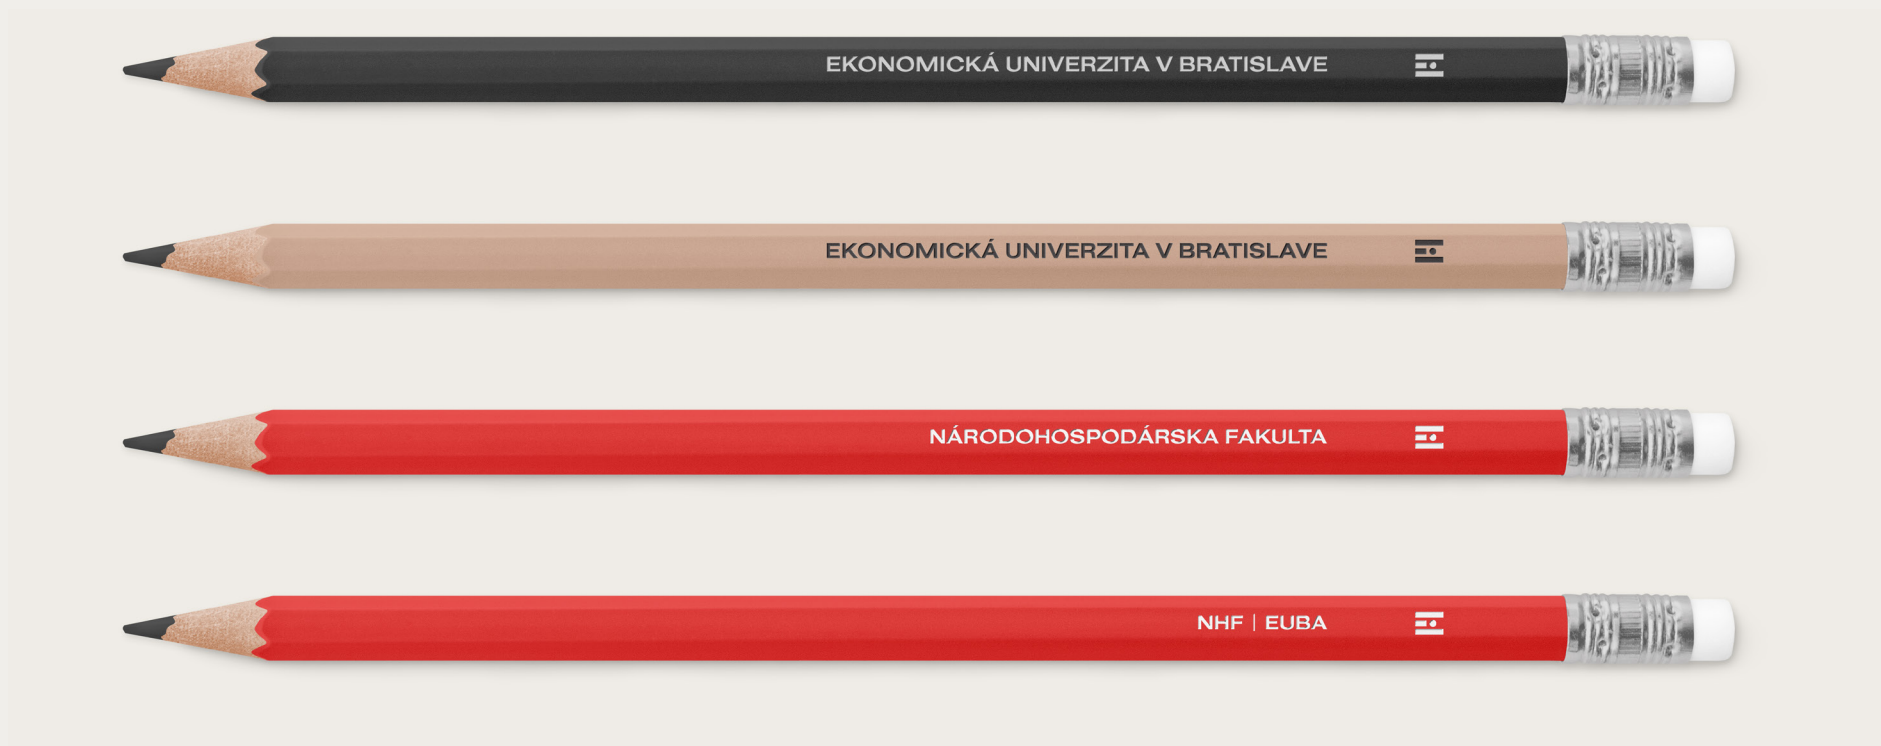 EKONOMICKÁ UNIVERZITA V BRATISLAVE
EKONOMICKÁ UNIVERZITA V BRATISLAVE
NÁRODOHOSPODÁRSKA FAKULTA
NHF | EUBA